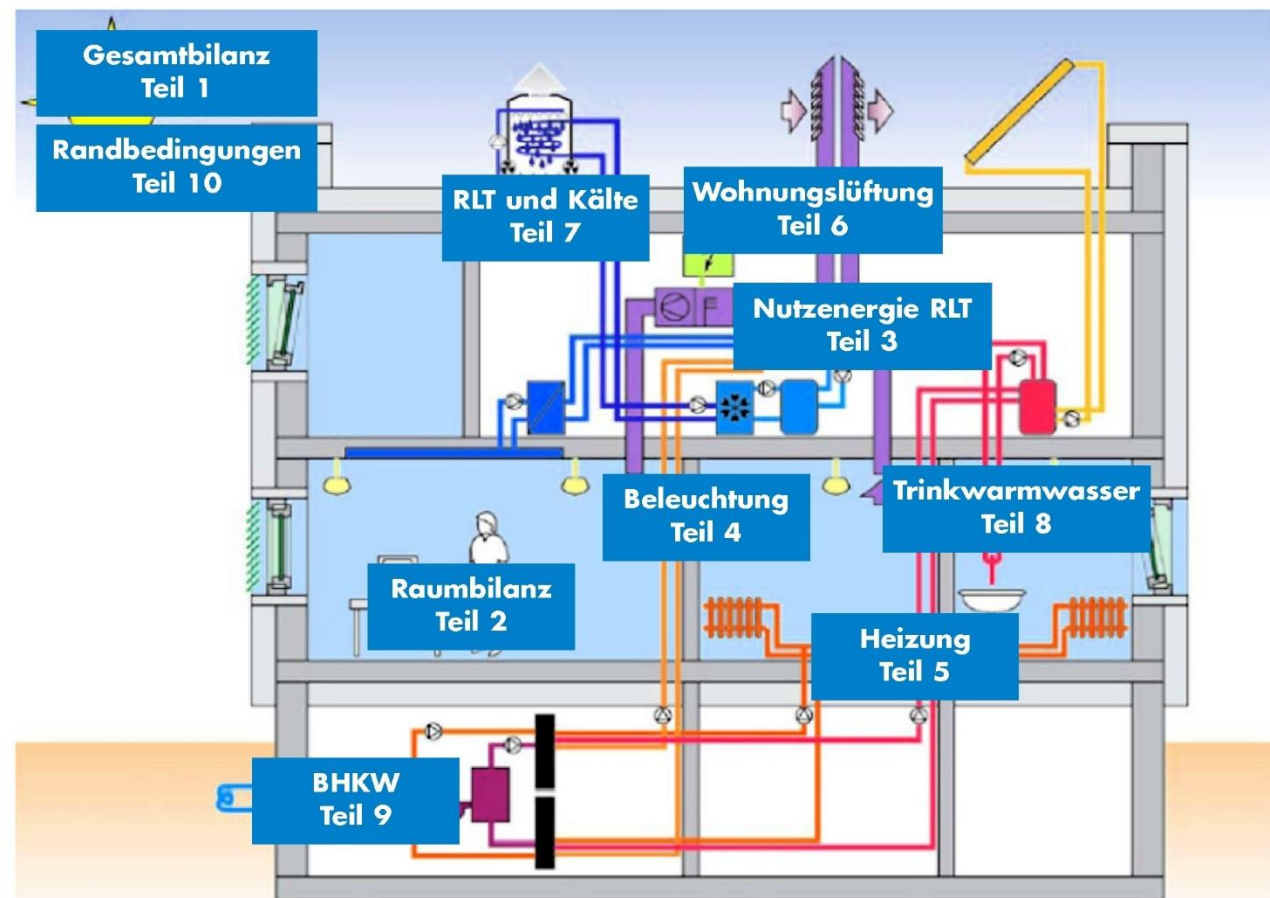 Gesamtbilanz
Teil 1
Randbedingungen
Teil 10
RLT und Kälte
Teil 7
Wohnungslüftung
Teil 6
Nutzenergie RLT
Teil 3
Beleuchtung
Teil 4
Trinkwarmwasser
Teil 8
Raumbilanz
Teil 2
Heizung
Teil 5
BHKW
Teil 9